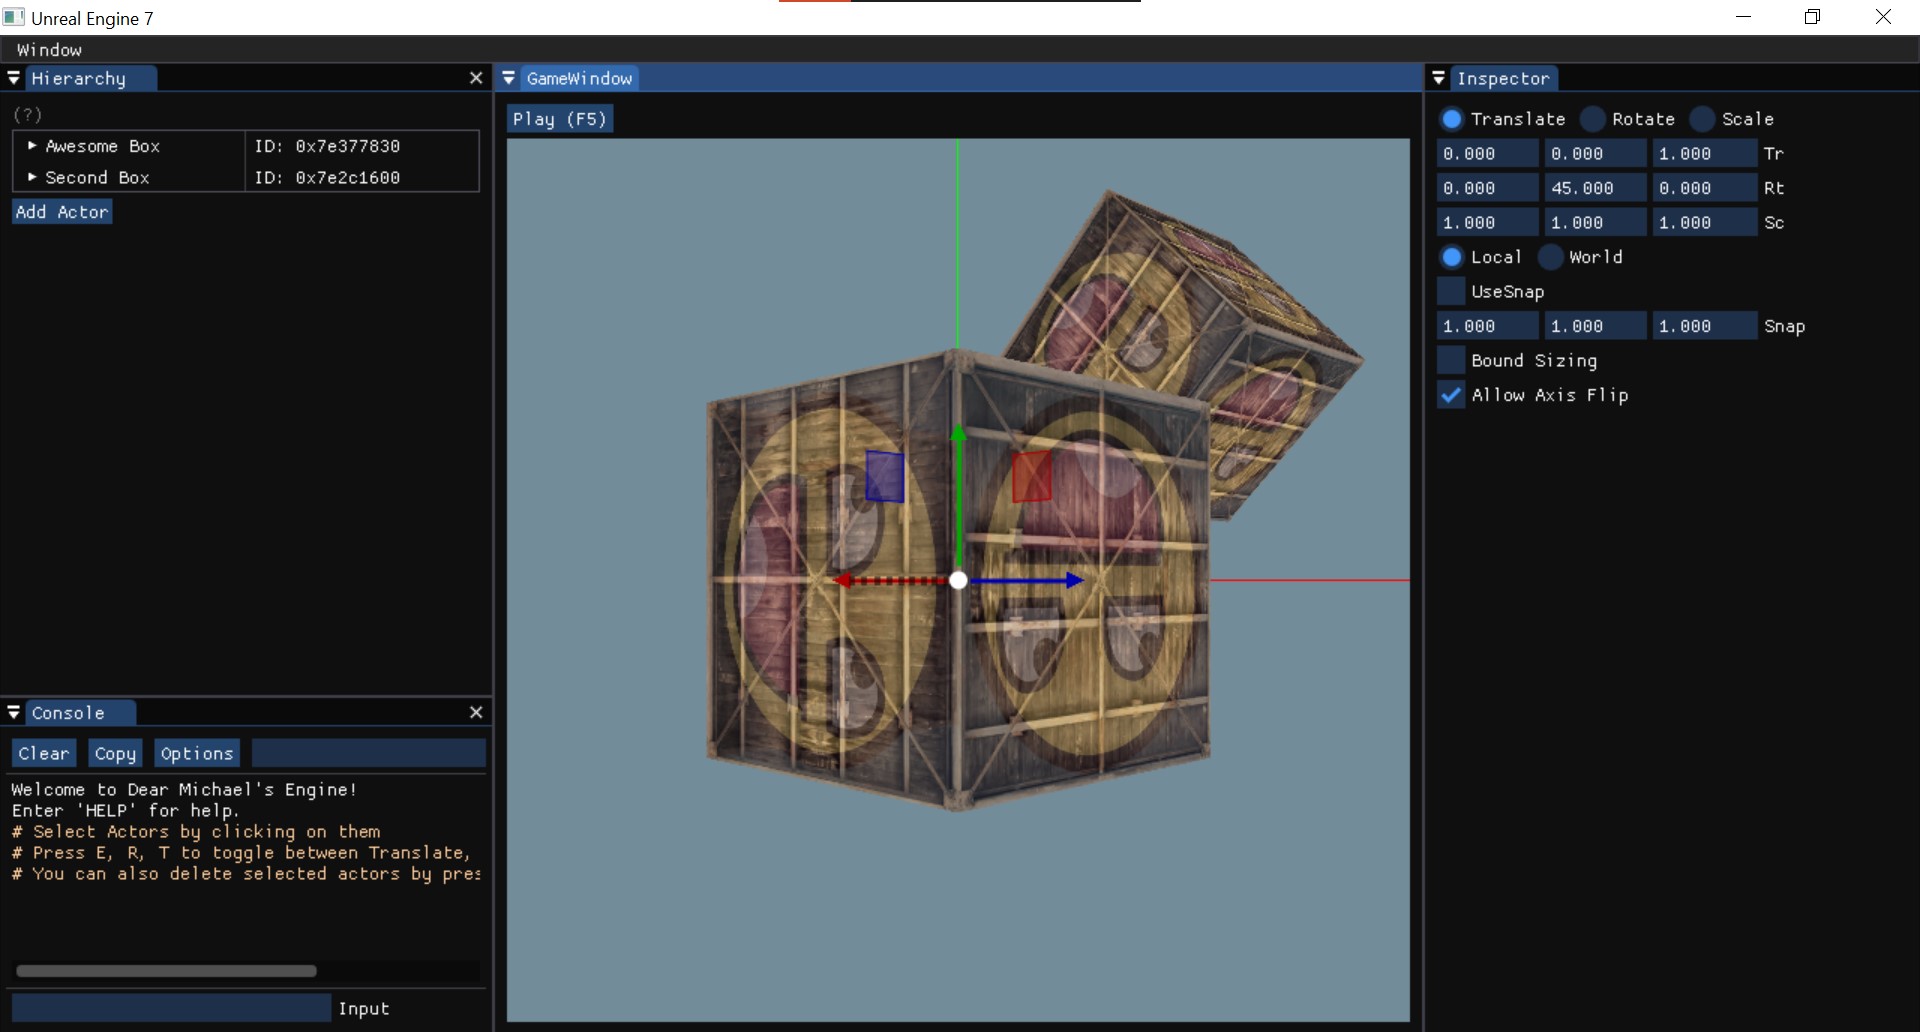 Unreal Engine 7
Window
Hierarchy
(?)
Awesome Box ID: 0x7e377830
Second Box ID: 0x7e2c1600
Add Actor
Console
Clear Copy Options
Welcome to Dear Michael's Engine!
Enter 'HELP' for help.
# Select Actors by clicking on them
# Press E, R, T to toggle between Translate,
# You can also delete selected actors by pres
Input
GameWindow
Play (F5)
Inspector
Translate Rotate Scale
0.000 0.000 1.000 Tr
0.000 45.000 0.000 Rt
1.000 1.000 1.000 Sc
Local World
UseSnap
1.000 1.000 1.000 Snap
Bound Sizing
Allow Axis Flip